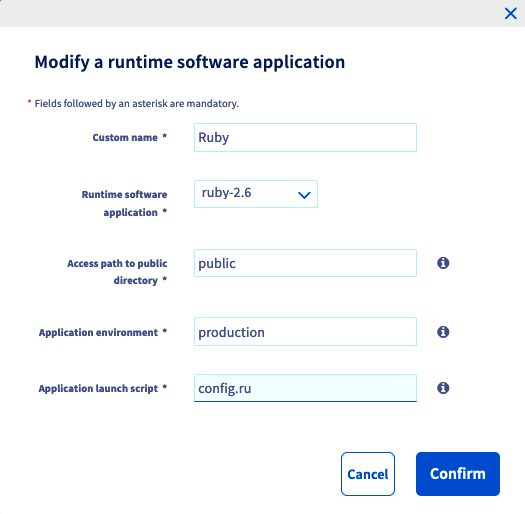 Modify a runtime software application
* Fields followed by an asterisk are mandatory.
Custom name *
Ruby
Runtime software
application *
ruby-2.6
Access path to public
directory *
public
Application environment *
production
Application launch script *
config.ru
Cancel
Confirm